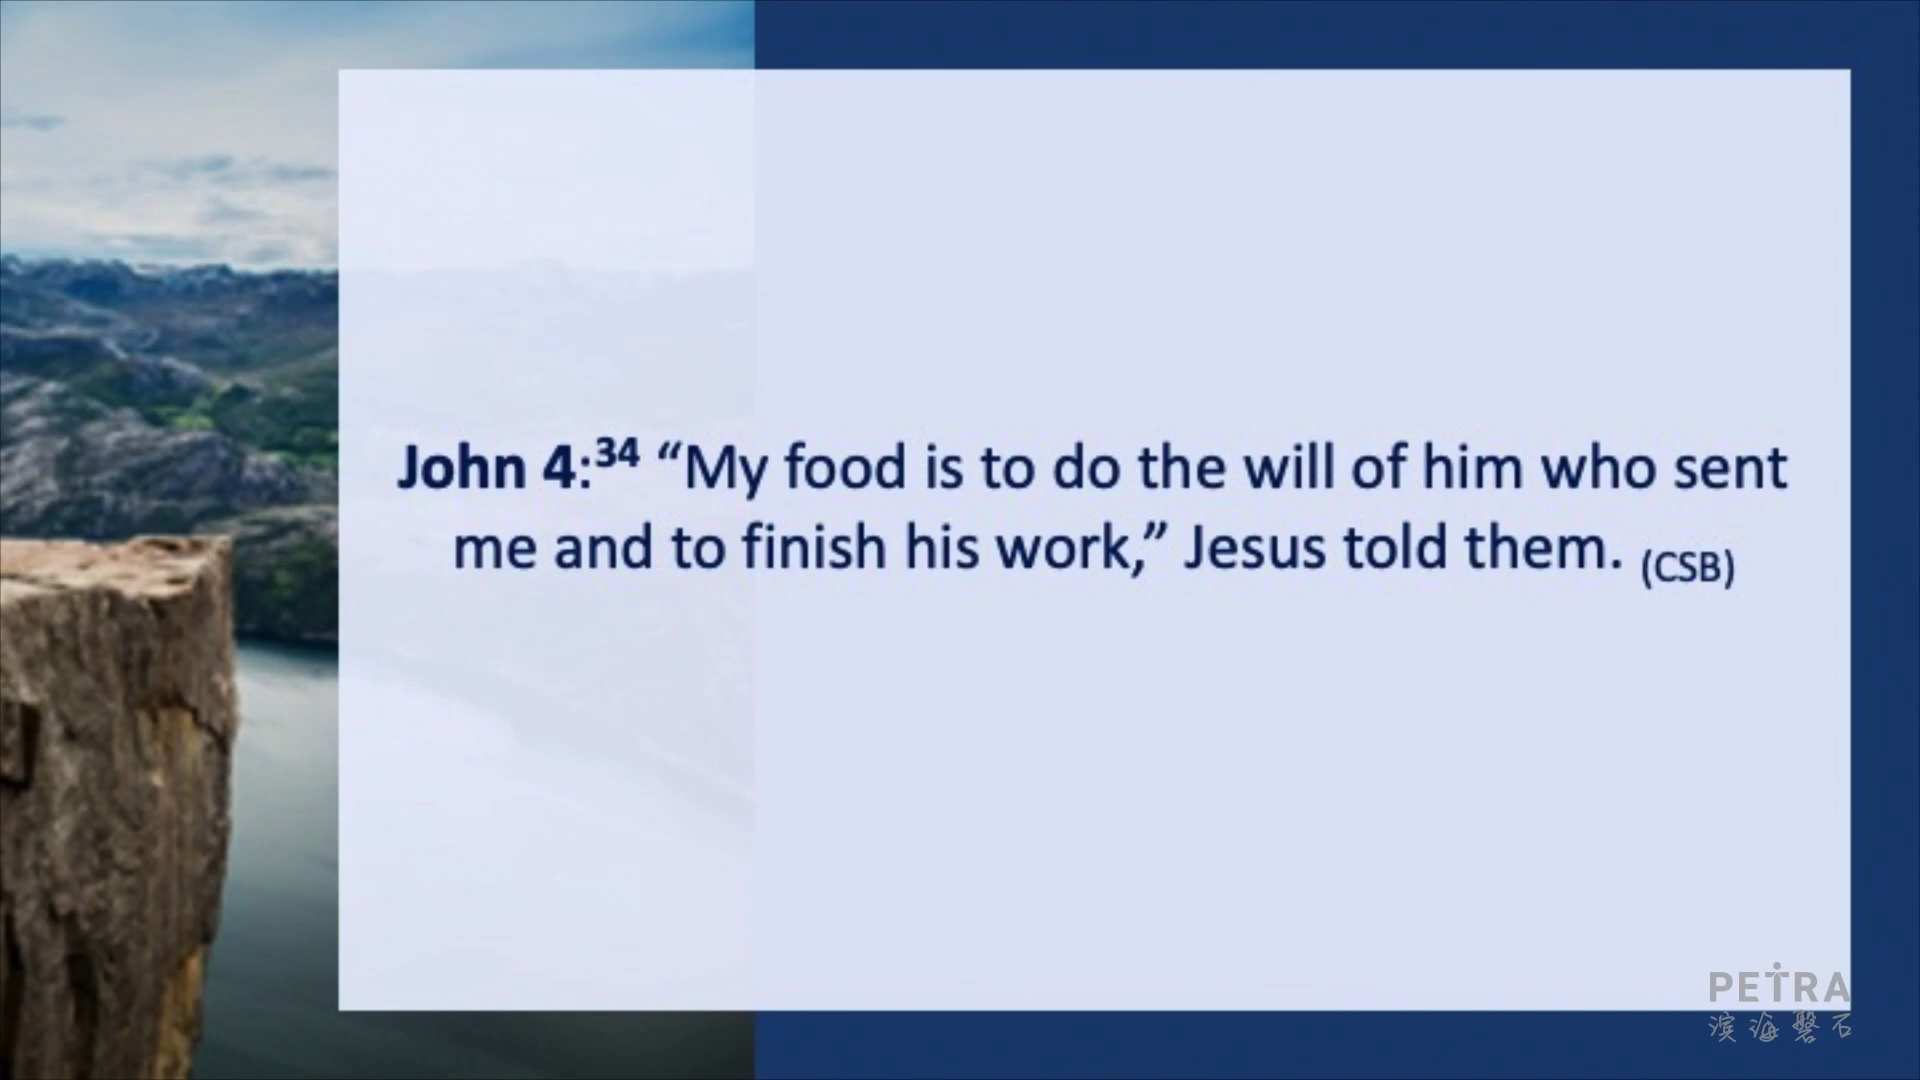 John 4:34 “My food is to do the will of him who sent
me and to finish his work,” Jesus told them. (CSB)
PETRA
滨海磐石